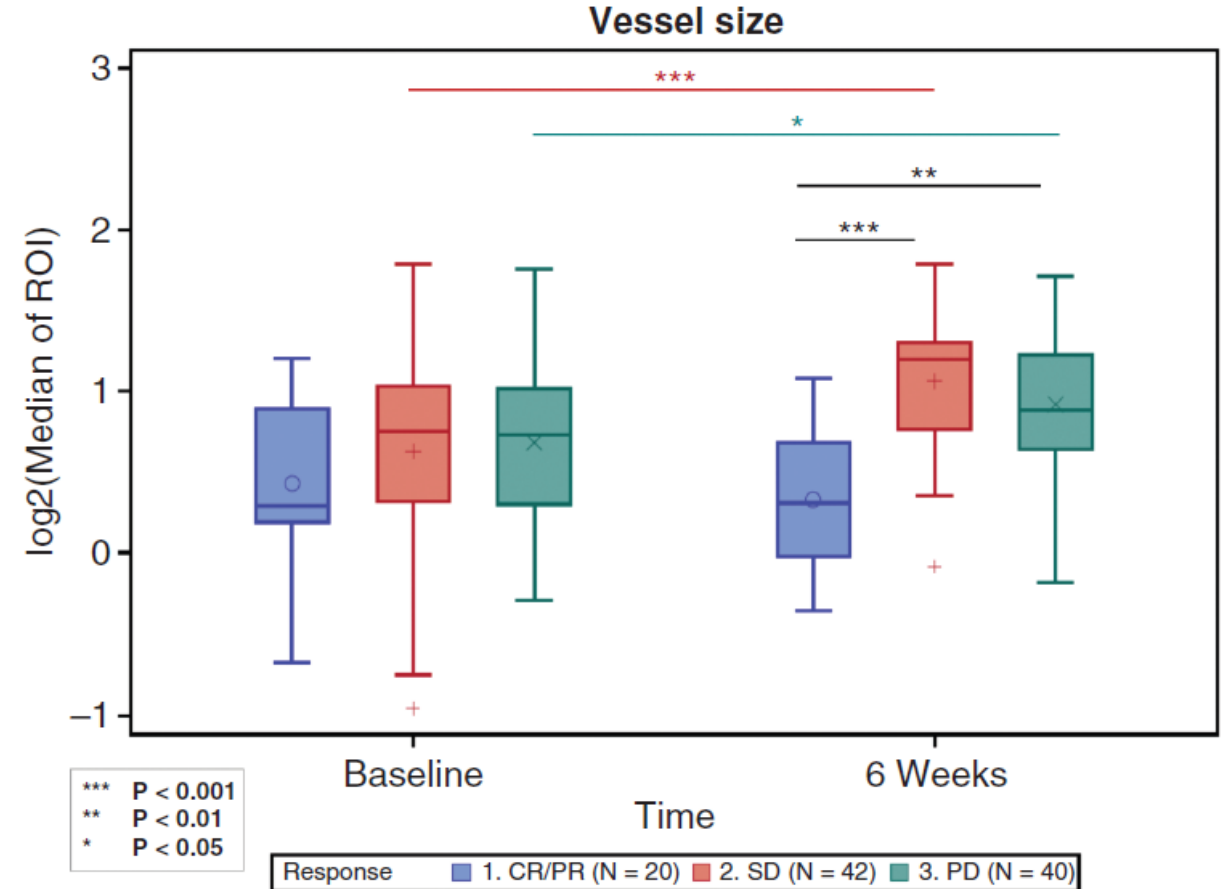 Vessel size
log2(Median of ROI)
3
2
1
0
−1
***
*
**
***
Baseline
6 Weeks
Time
*** P < 0.001
** P < 0.01
* P < 0.05
Response 1. CR/PR (N = 20) 2. SD (N = 42) 3. PD (N = 40)